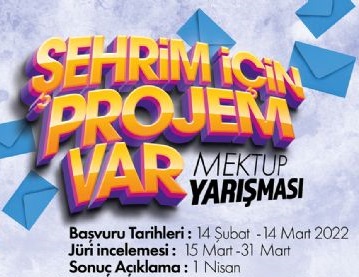 ŞEHRİM İÇİN
PROJEM
VAR MEKTUP
YARIŞMASI
Başvuru Tarihleri : 14 Şubat -14 Mart 2022
Jüri incelemesi : 15 Mart -31 Mart
Sonuç Açıklama : 1 Nisan